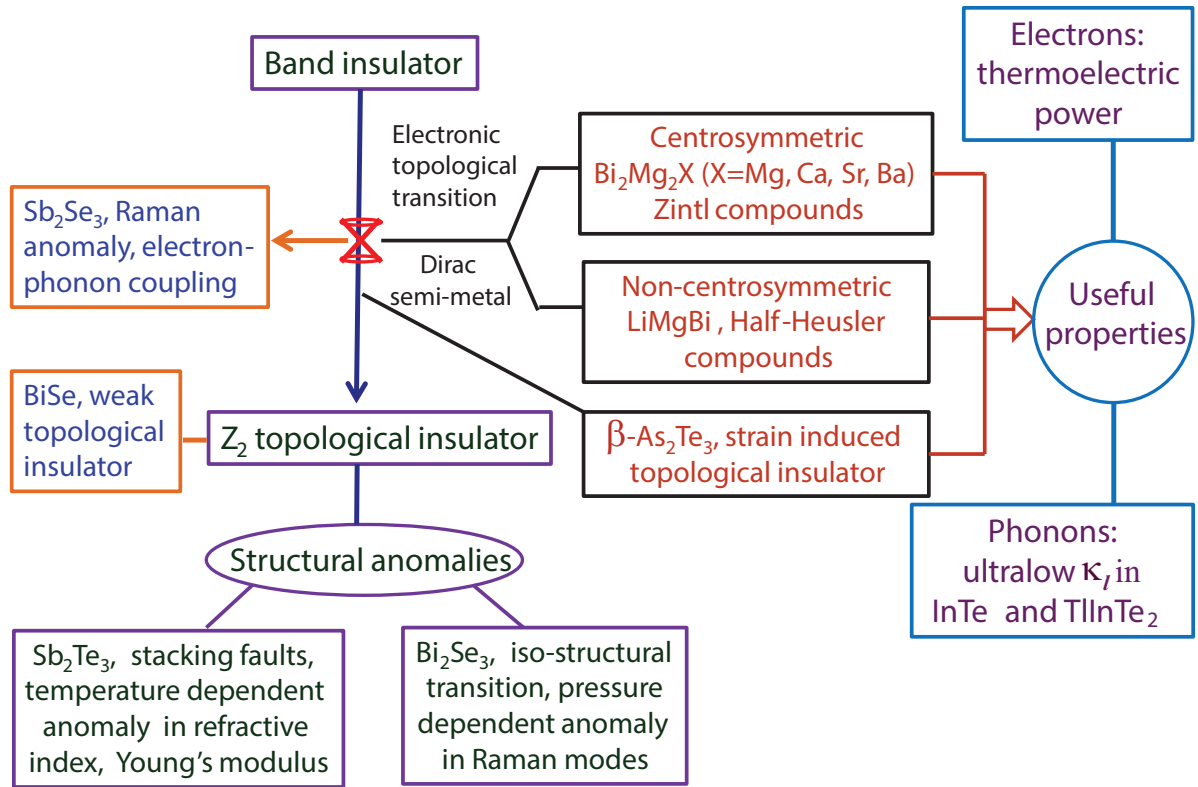 Band insulator
Electrons:
thermoelectric
power
Electronic
topological
transition
Centrosymmetric
Bi₂Mg₂X (X=Mg, Ca, Sr, Ba)
Zintl compounds
Sb₂Se₃, Raman
anomaly, electron-
phonon coupling
Dirac
semi-metal
Non-centrosymmetric
LiMgBi , Half-Heusler
compounds
Useful
properties
BiSe, weak
topological
insulator
Z₂ topological insulator
β-As₂Te₃, strain induced
topological insulator
Structural anomalies
Phonons:
ultralow κₗ in
InTe and TlInTe₂
Sb₂Te₃, stacking faults,
temperature dependent
anomaly in refractive
index, Young's modulus
Bi₂Se₃, iso-structural
transition, pressure
dependent anomaly
in Raman modes